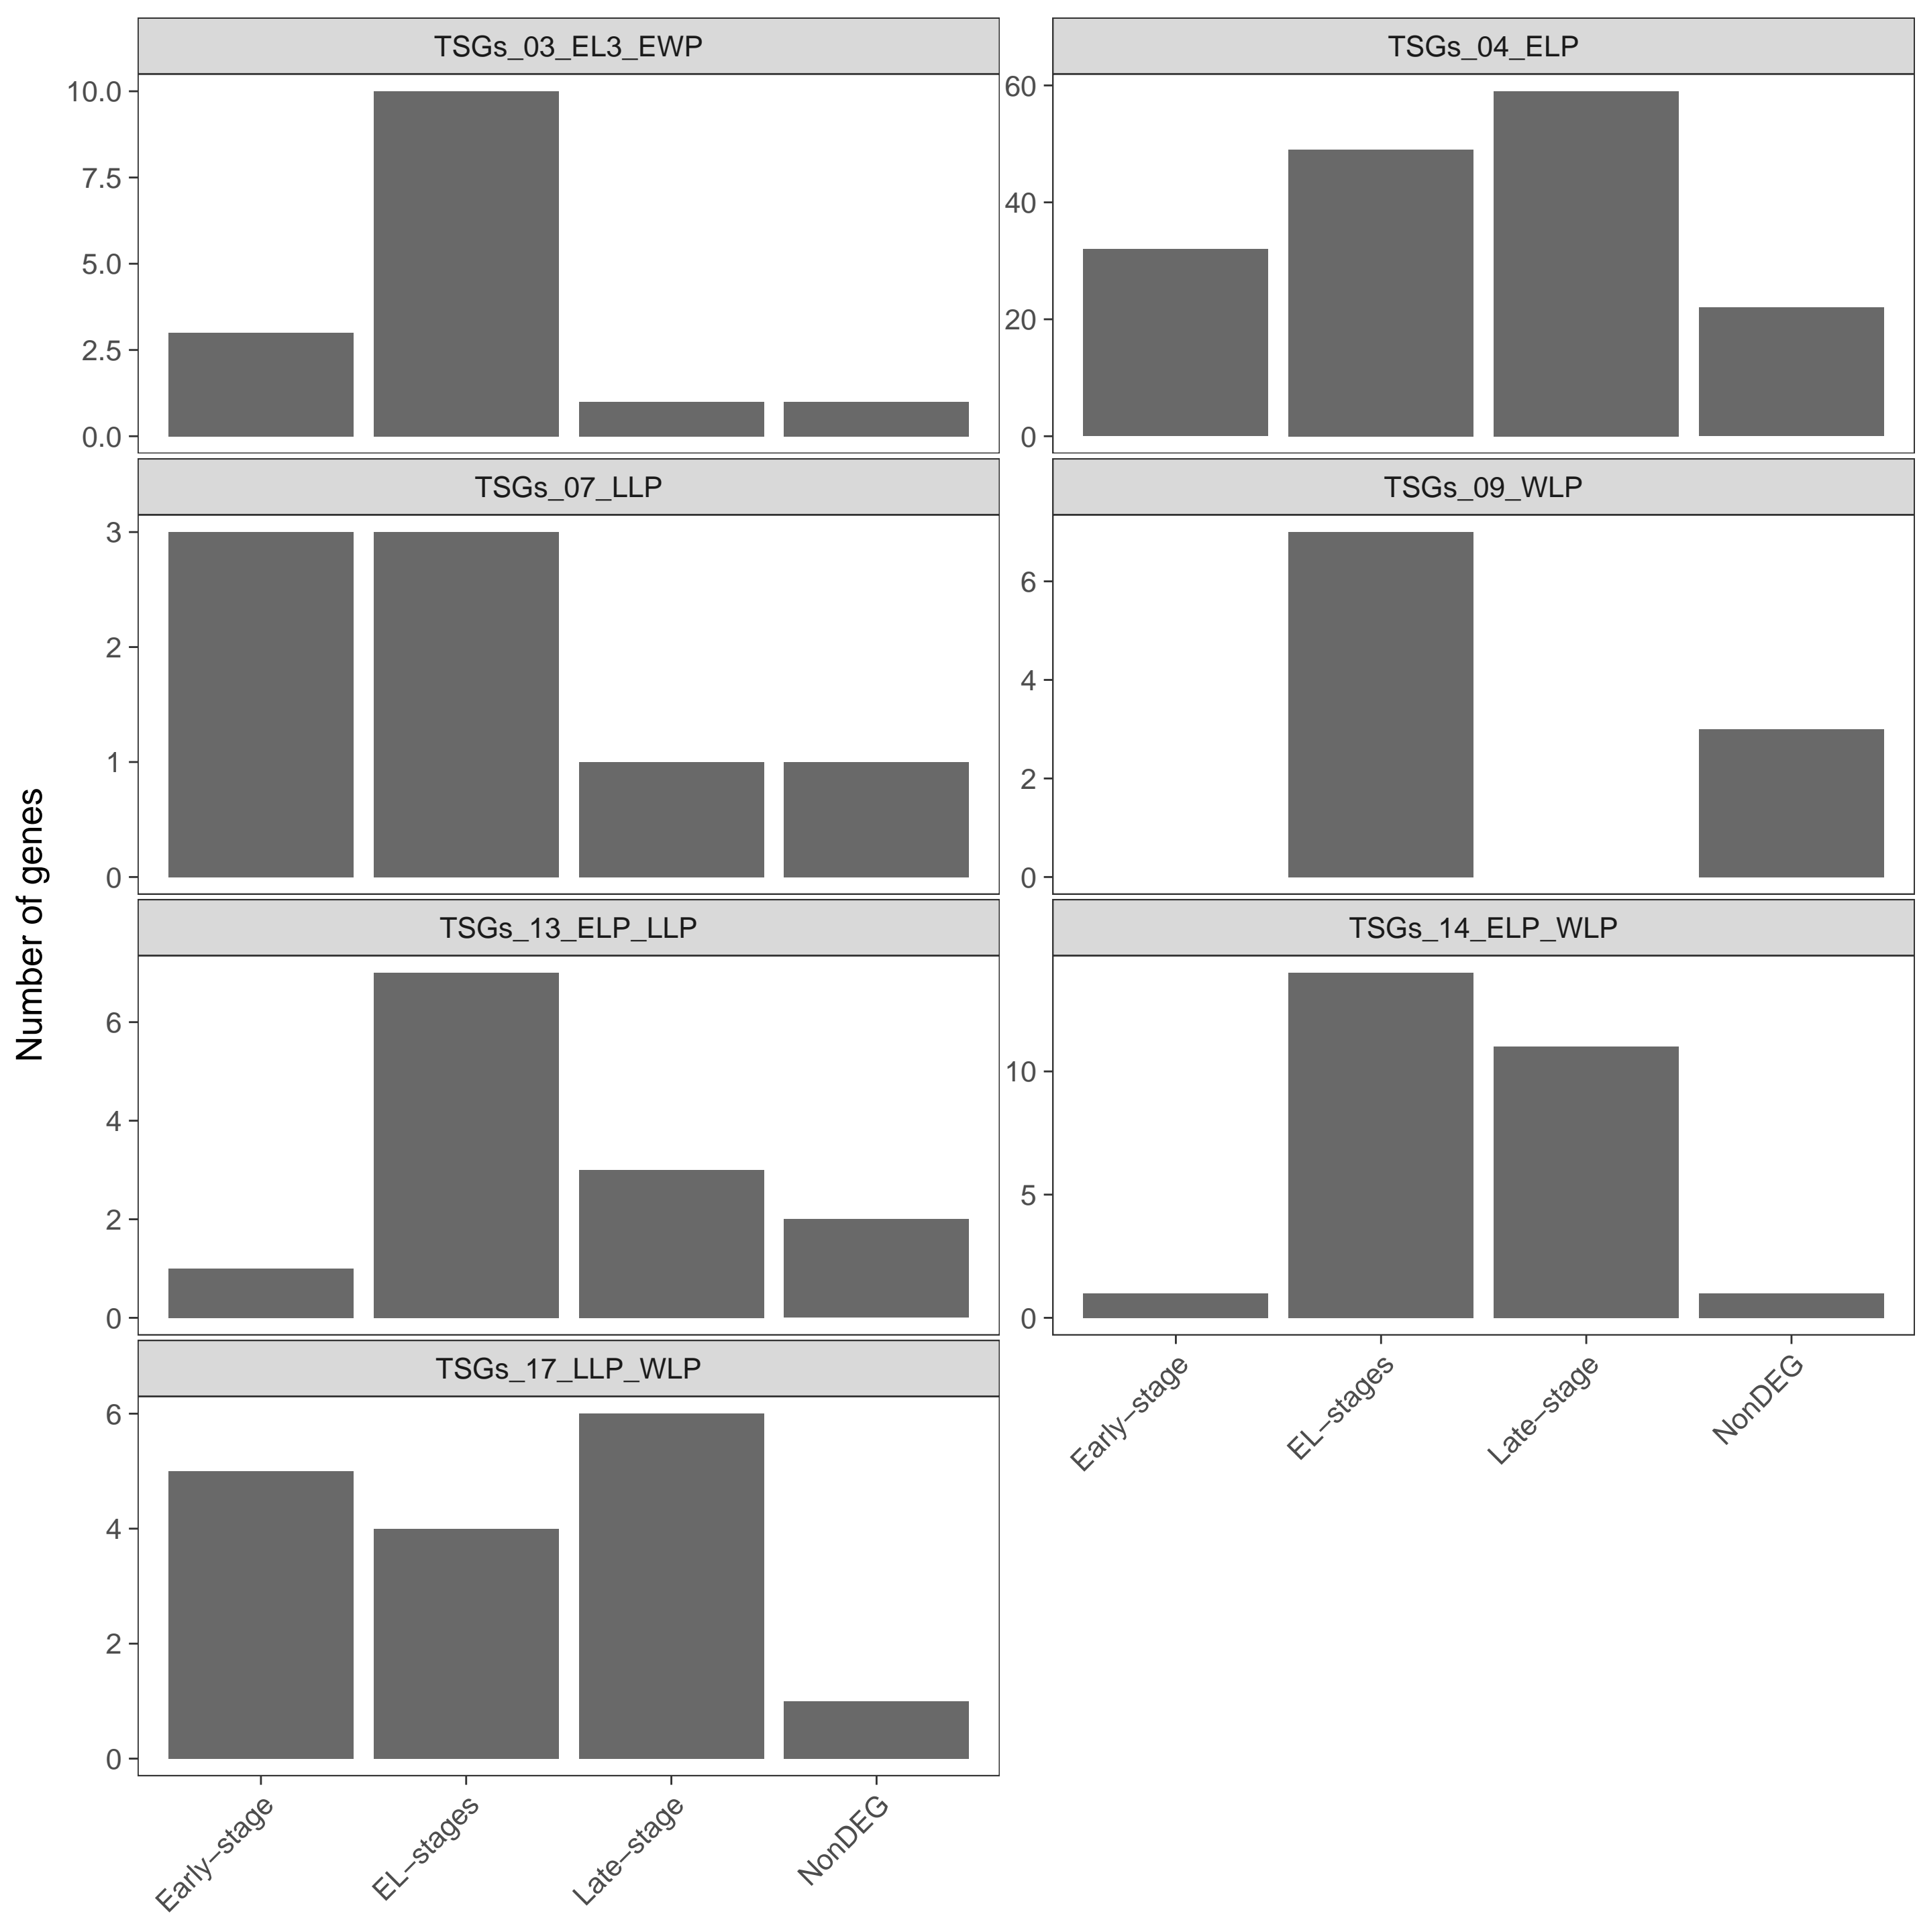 Number of genes
TSGs_03_EL3_EWP
10.0
7.5
5.0
2.5
0.0
TSGs_04_ELP
60
40
20
0
TSGs_07_LLP
3
2
1
0
TSGs_09_WLP
6
4
2
0
TSGs_13_ELP_LLP
6
4
2
0
TSGs_14_ELP_WLP
10
5
0
Early−stage
EL−stages
Late−stage
NonDEG
TSGs_17_LLP_WLP
6
4
2
0
Early−stage
EL−stages
Late−stage
NonDEG